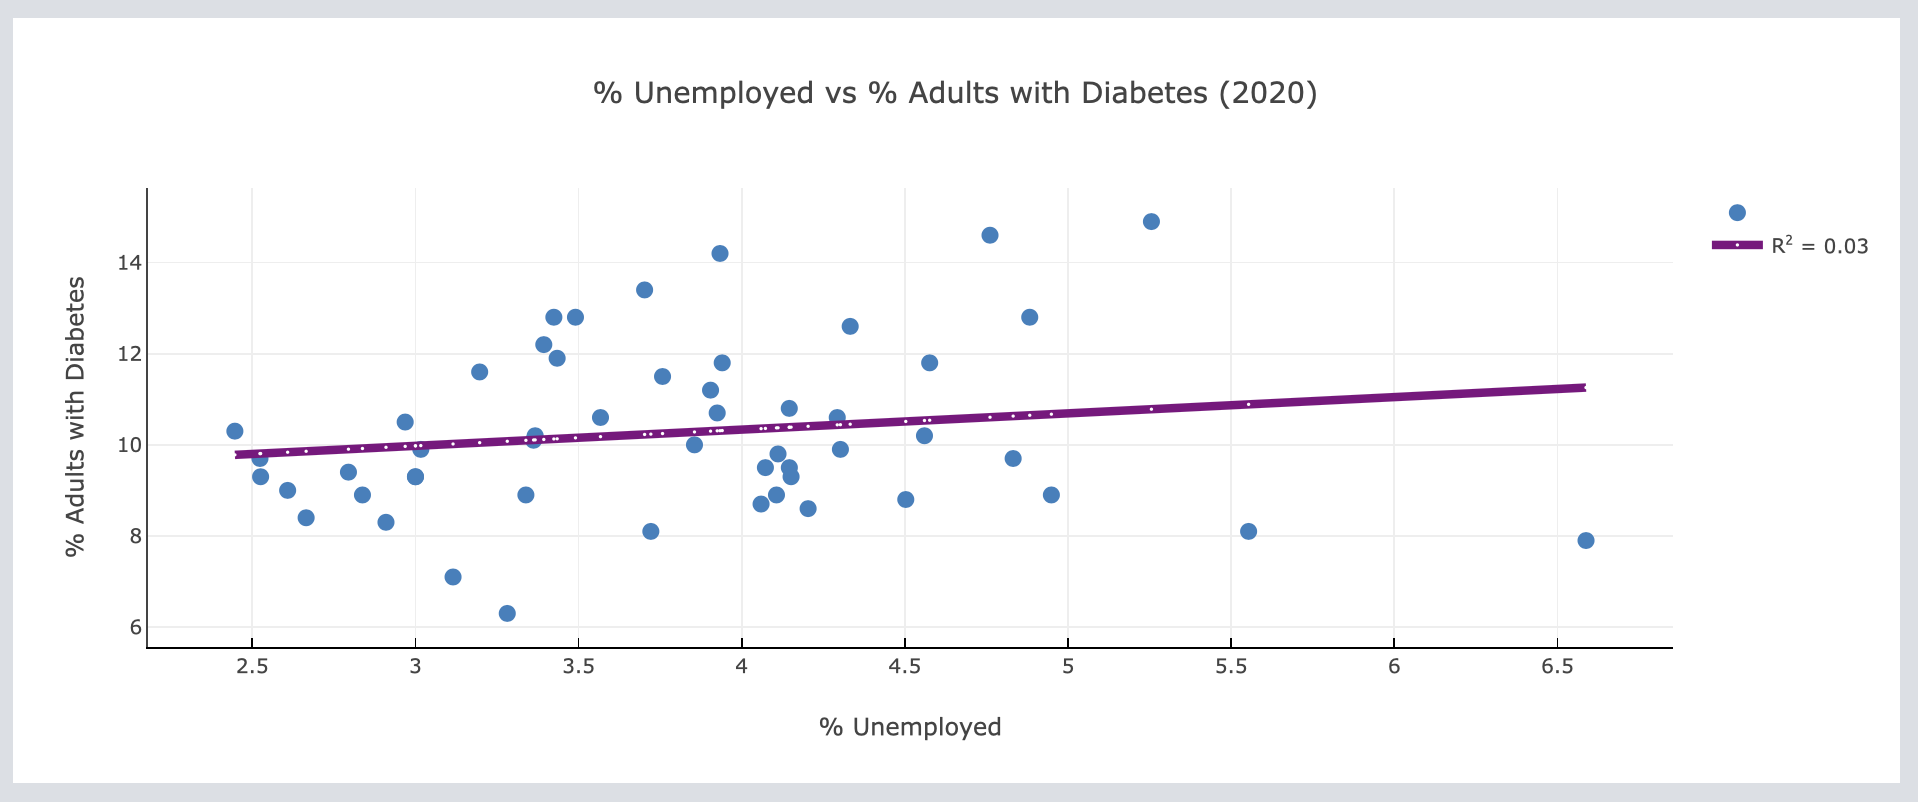 % Unemployed vs % Adults with Diabetes (2020)
R² = 0.03
% Adults with Diabetes
14
12
10
8
6
2.5 3 3.5 4 4.5 5 5.5 6 6.5
% Unemployed